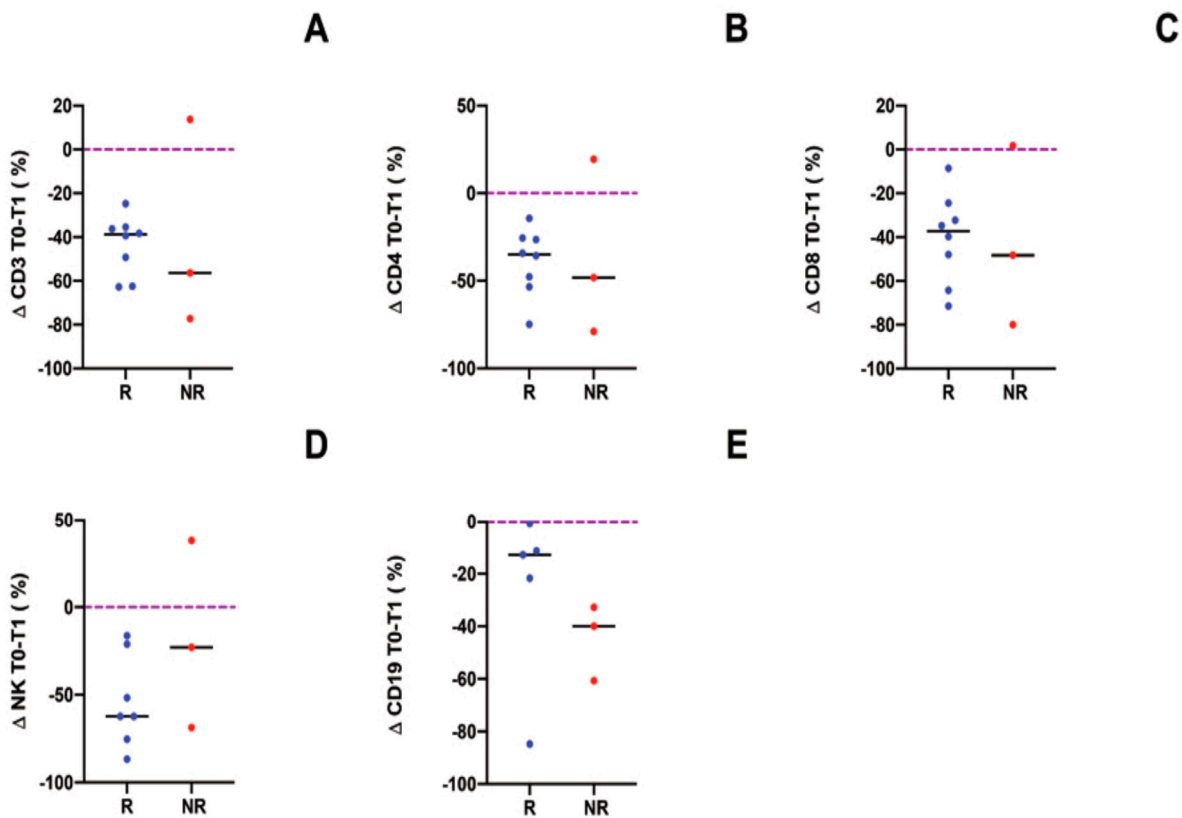 A
B
C
Δ CD3 T0-T1 ( %)
20
0
-20
-40
-60
-80
-100
R
NR
Δ CD4 T0-T1 ( %)
50
0
-50
-100
R
NR
Δ CD8 T0-T1 ( %)
20
0
-20
-40
-60
-80
-100
R
NR
D
E
Δ NK T0-T1 ( %)
50
0
-50
-100
R
NR
Δ CD19 T0-T1 ( %)
0
-20
-40
-60
-80
-100
R
NR